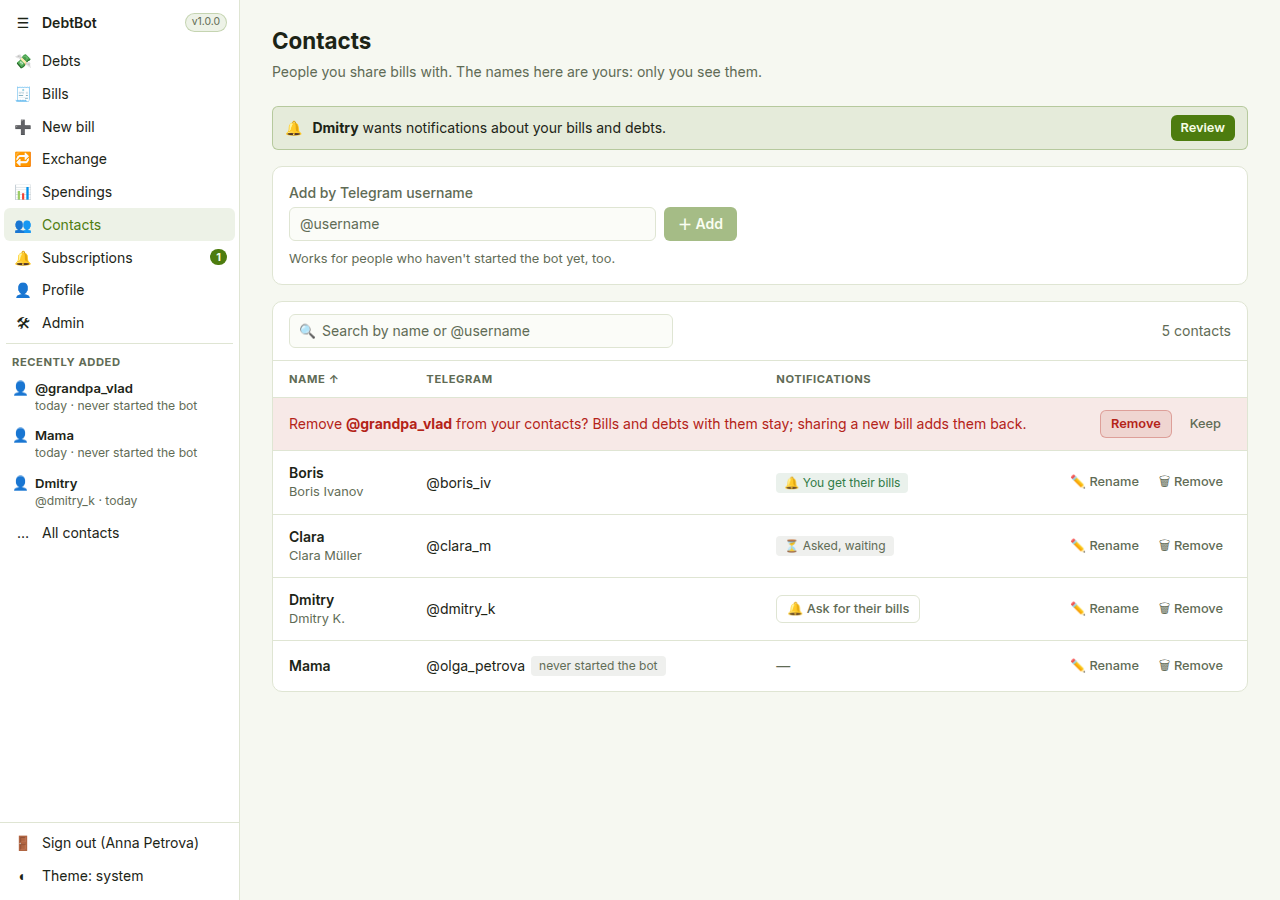 DebtBot v1.0.0
Debts
Bills
New bill
Exchange
Spendings
Contacts
Subscriptions 1
Profile
Admin
RECENTLY ADDED
@grandpa_vlad
today · never started the bot
Mama
today · never started the bot
Dmitry
@dmitry_k · today
... All contacts
Sign out (Anna Petrova)
Theme: system
Contacts
People you share bills with. The names here are yours: only you see them.
Dmitry wants notifications about your bills and debts. Review
Add by Telegram username
@username + Add
Works for people who haven't started the bot yet, too.
Search by name or @username 5 contacts
NAME ↑ TELEGRAM NOTIFICATIONS
Remove @grandpa_vlad from your contacts? Bills and debts with them stay; sharing a new bill adds them back. Remove Keep
Boris
Boris Ivanov
@boris_iv You get their bills Rename Remove
Clara
Clara Müller
@clara_m Asked, waiting Rename Remove
Dmitry
Dmitry K.
@dmitry_k Ask for their bills Rename Remove
Mama @olga_petrova never started the bot — Rename Remove